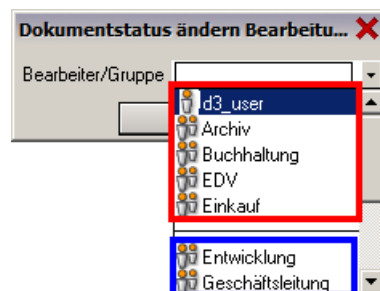 Dokumentstatus ändern Bearbeitu...
Bearbeiter/Gruppe
d3_user
Archiv
Buchhaltung
EDV
Einkauf
Entwicklung
Geschäftsleitung